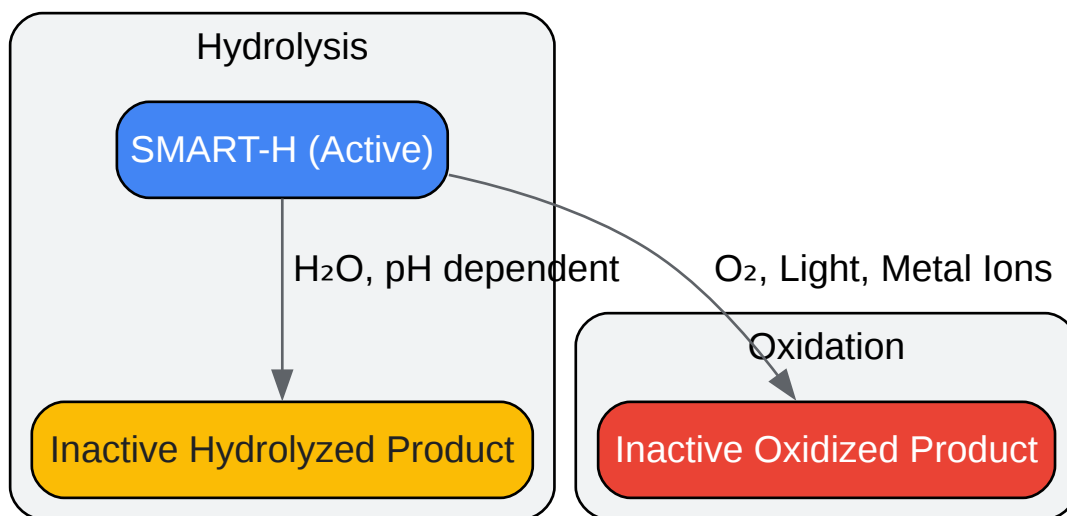 Hydrolysis
SMART-H (Active)
H₂O, pH dependent
O₂, Light, Metal Ions
Oxidation
Inactive Hydrolyzed Product
Inactive Oxidized Product